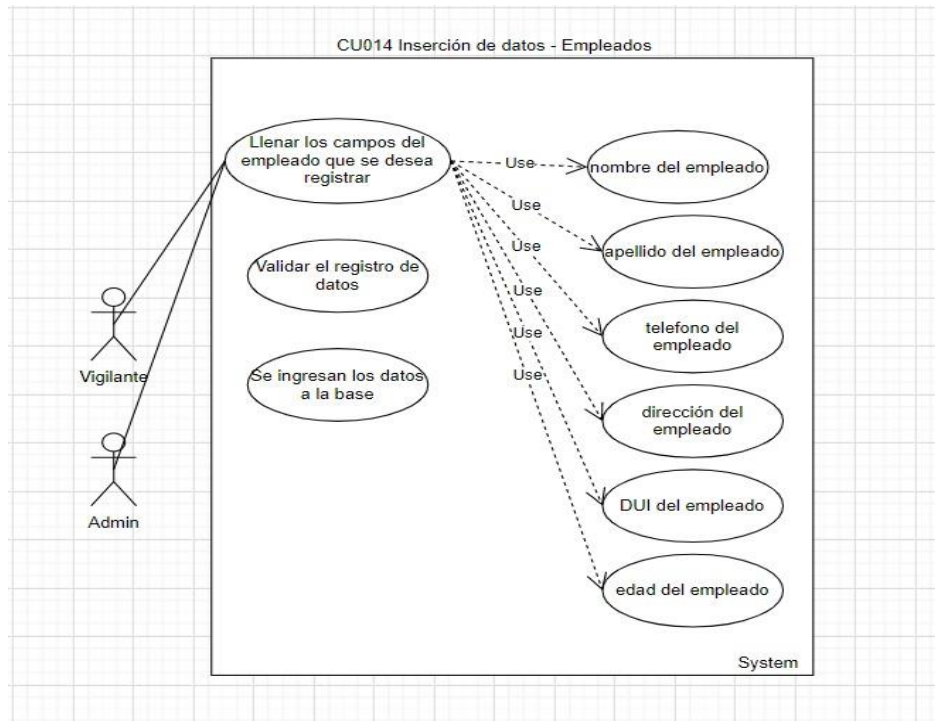 CU014 Inserción de datos - Empleados
Llenar los campos del
empleado que se desea
registrar
Validar el registro de
datos
Se ingresan los datos
a la base
Vigilante
Admin
Use
Use
Use
Use
Use
Use
nombre del empleado
apellido del empleado
telefono del
empleado
dirección del
empleado
DUI del empleado
edad del empleado
System